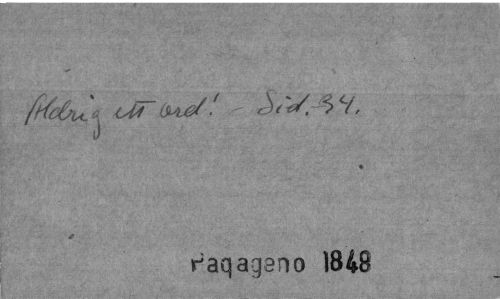 Aldrig ett ord! - Sid. 34.
Paqageno 1848